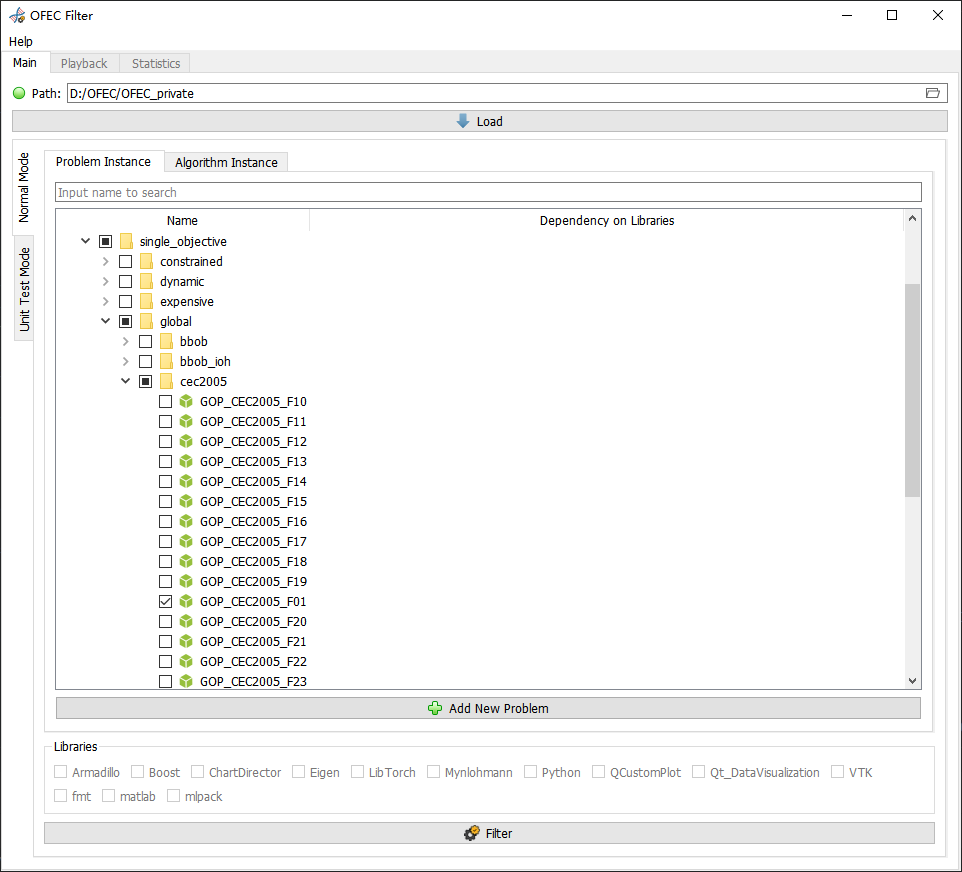 OFEC Filter
Help
Main Playback Statistics
Path: D:/OFEC/OFEC_private
Load
Normal Mode
Unit Test Mode
Problem Instance Algorithm Instance
Input name to search
Name Dependency on Libraries
single_objective
constrained
dynamic
expensive
global
bbob
bbob_ioh
cec2005
GOP_CEC2005_F10
GOP_CEC2005_F11
GOP_CEC2005_F12
GOP_CEC2005_F13
GOP_CEC2005_F14
GOP_CEC2005_F15
GOP_CEC2005_F16
GOP_CEC2005_F17
GOP_CEC2005_F18
GOP_CEC2005_F19
GOP_CEC2005_F01
GOP_CEC2005_F20
GOP_CEC2005_F21
GOP_CEC2005_F22
GOP_CEC2005_F23
Add New Problem
Libraries
Armadillo Boost ChartDirector Eigen LibTorch Mynlohmann Python QCustomPlot Qt_DataVisualization VTK
fmt matlab mlpack
Filter